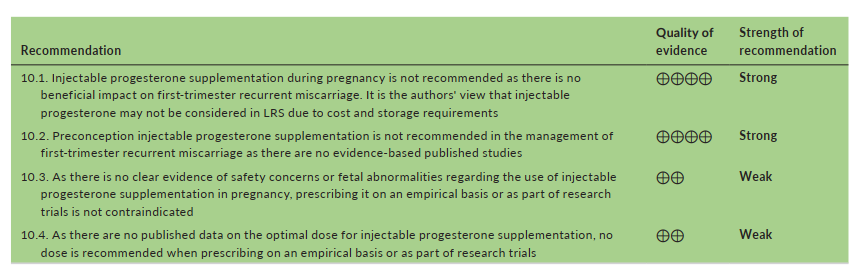 Quality of Strength of
Recommendation evidence recommendation
10.1. Injectable progesterone supplementation during pregnancy is not recommended as there is no ⊕⊕⊕⊕ Strong
beneficial impact on first-trimester recurrent miscarriage. It is the authors' view that injectable
progesterone may not be considered in LRS due to cost and storage requirements
10.2. Preconception injectable progesterone supplementation is not recommended in the management of ⊕⊕⊕⊕ Strong
first-trimester recurrent miscarriage as there are no evidence-based published studies
10.3. As there is no clear evidence of safety concerns or fetal abnormalities regarding the use of injectable ⊕⊕ Weak
progesterone supplementation in pregnancy, prescribing it on an empirical basis or as part of research
trials is not contraindicated
10.4. As there are no published data on the optimal dose for injectable progesterone supplementation, no ⊕⊕ Weak
dose is recommended when prescribing on an empirical basis or as part of research trials